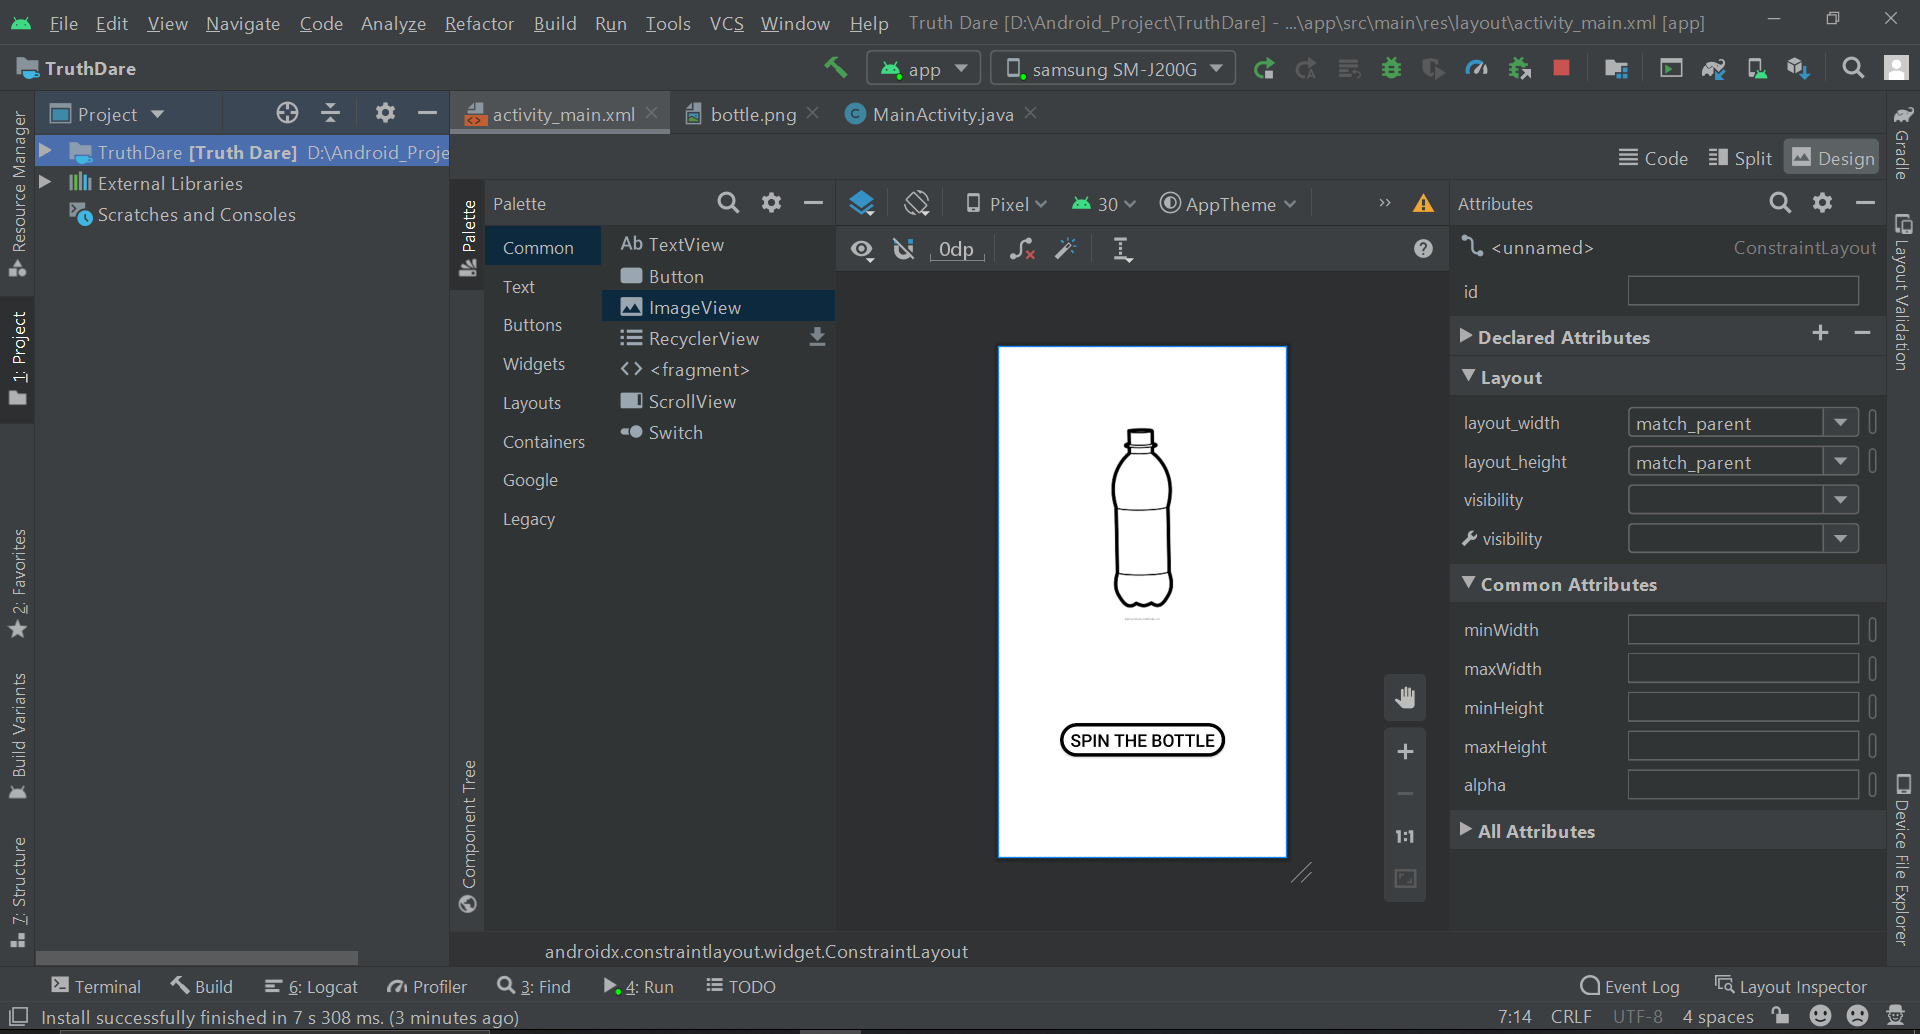 File Edit View Navigate Code Analyze Refactor Build Run Tools VCS Window Help Truth Dare [D:\Android_Project\TruthDare] - ...\app\src\main\res\layout\activity_main.xml [app]
TruthDare
app
samsung SM-J200G
Project
activity_main.xml
bottle.png
MainActivity.java
TruthDare [Truth Dare] D:\Android_Proje
External Libraries
Scratches and Consoles
Code
Split
Design
Resource Manager
1: Project
2: Favorites
Build Variants
7: Structure
Palette
Component Tree
Palette
Common
Text
Buttons
Widgets
Layouts
Containers
Google
Legacy
Ab TextView
Button
ImageView
RecyclerView
<fragment>
ScrollView
Switch
Pixel
30
AppTheme
0dp
SPIN THE BOTTLE
1:1
Attributes
<unnamed>
ConstraintLayout
id
Declared Attributes
Layout
layout_width match_parent
layout_height match_parent
visibility
visibility
Common Attributes
minWidth
maxWidth
minHeight
maxHeight
alpha
All Attributes
Gradle
Layout Validation
Device File Explorer
androidx.constraintlayout.widget.ConstraintLayout
Terminal
Build
6: Logcat
Profiler
3: Find
4: Run
TODO
Event Log
Layout Inspector
Install successfully finished in 7 s 308 ms. (3 minutes ago)
7:14 CRLF UTF-8 4 spaces